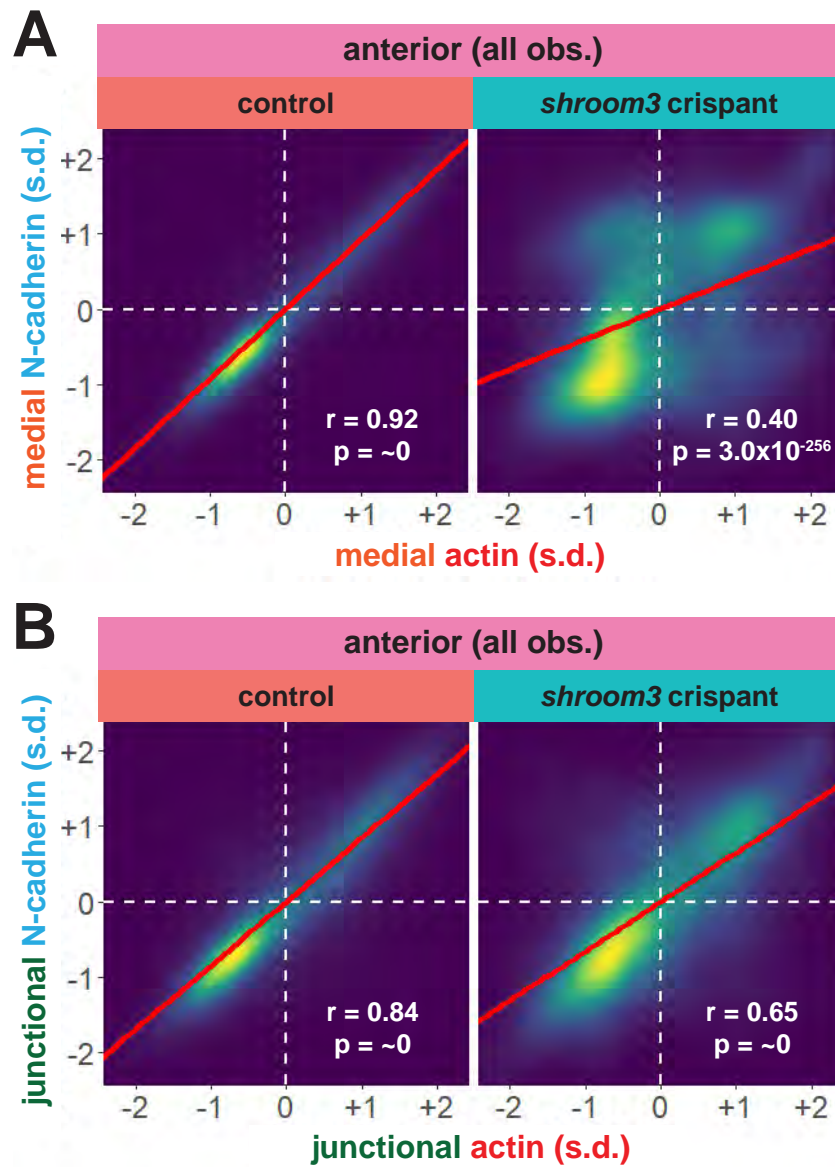 A
anterior (all obs.)
control
shroom3 crispant
medial N-cadherin (s.d.)
+2
+1
0
-1
-2
r = 0.92
p = ~0
r = 0.40
p = 3.0x10⁻²⁵⁶
-2 -1 0 +1 +2
-2 -1 0 +1 +2
medial actin (s.d.)
B
anterior (all obs.)
control
shroom3 crispant
junctional N-cadherin (s.d.)
+2
+1
0
-1
-2
r = 0.84
p = ~0
r = 0.65
p = ~0
-2 -1 0 +1 +2
-2 -1 0 +1 +2
junctional actin (s.d.)